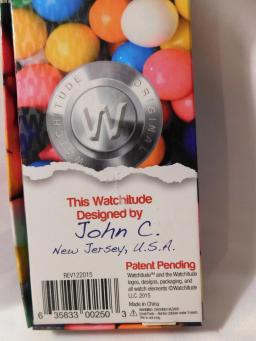 WATCHITUDE ORIGINAL
W
This Watchitude
Designed by
John C.
New Jersey, U.S.A.
REV122015
Patent Pending
Watchitude™ and the Watchitude
logos, designs, packaging, and
all watch elements ©Watchitude
LLC. 2015
Made in China
6 35833 00250 3